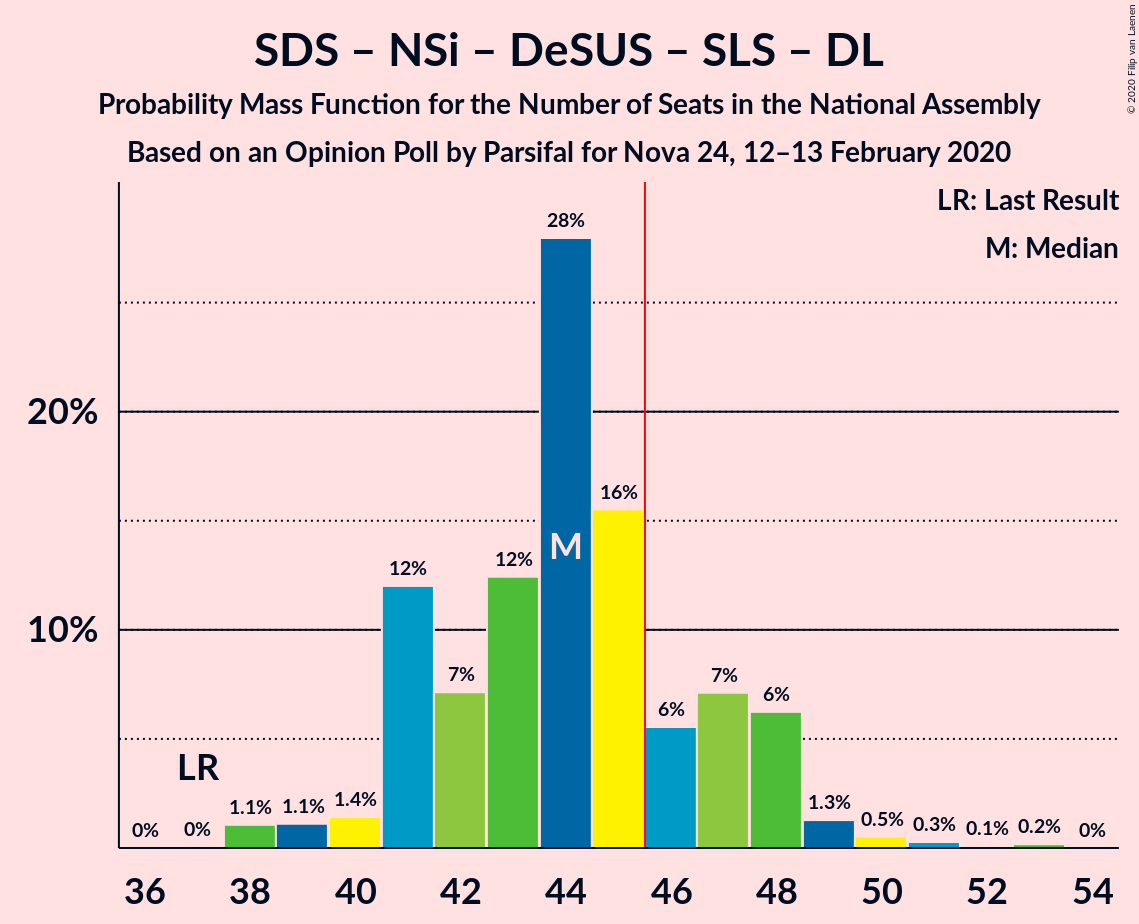 SDS – NSi – DeSUS – SLS – DL
Probability Mass Function for the Number of Seats in the National Assembly
Based on an Opinion Poll by Parsifal for Nova 24, 12–13 February 2020
© 2020 Filip van Laenen
LR: Last Result
M: Median
20%
10%
0%
0%
LR
1.1%
1.1%
1.4%
12%
7%
12%
28%
M
16%
6%
7%
6%
1.3%
0.5%
0.3%
0.1%
0.2%
0%
36 38 40 42 44 46 48 50 52 54